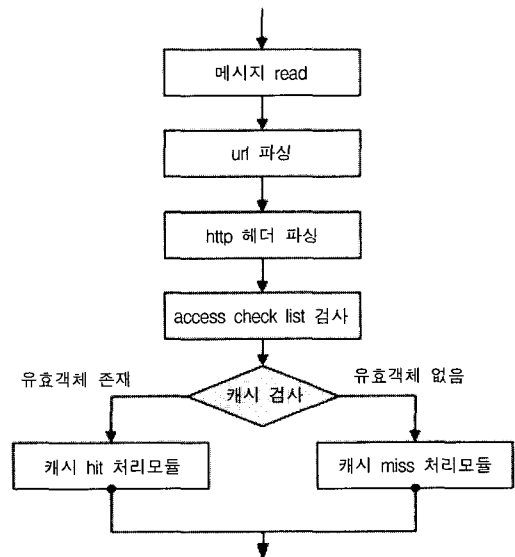 메시지 read
url 파싱
http 헤더 파싱
access check list 검사
유효객체 존재
유효객체 없음
캐시 검사
캐시 hit 처리모듈
캐시 miss 처리모듈